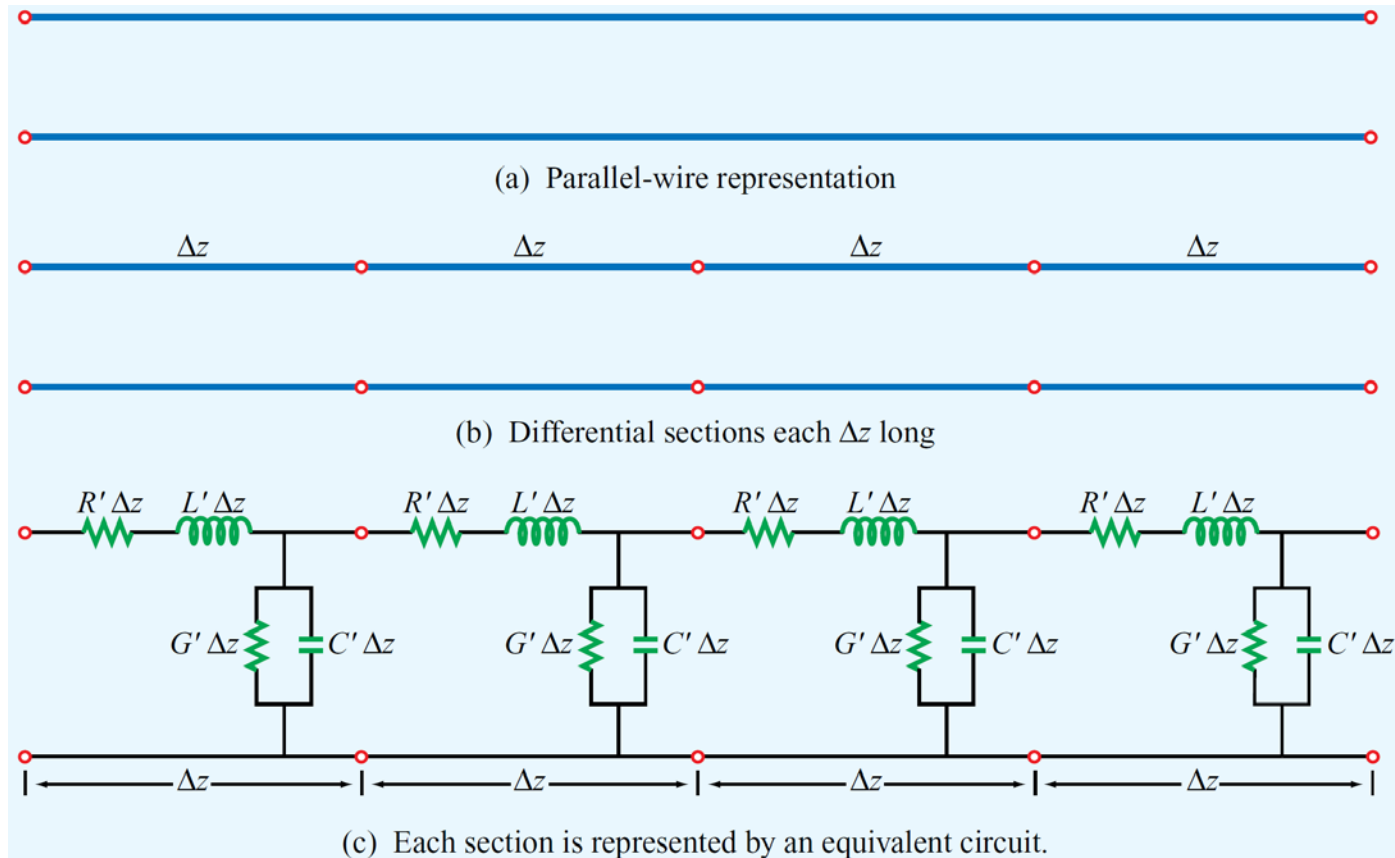 (a) Parallel-wire representation
Δz Δz Δz Δz
(b) Differential sections each Δz long
R′ Δz L′ Δz R′ Δz L′ Δz R′ Δz L′ Δz R′ Δz L′ Δz
G′ Δz C′ Δz G′ Δz C′ Δz G′ Δz C′ Δz G′ Δz C′ Δz
Δz Δz Δz Δz
(c) Each section is represented by an equivalent circuit.